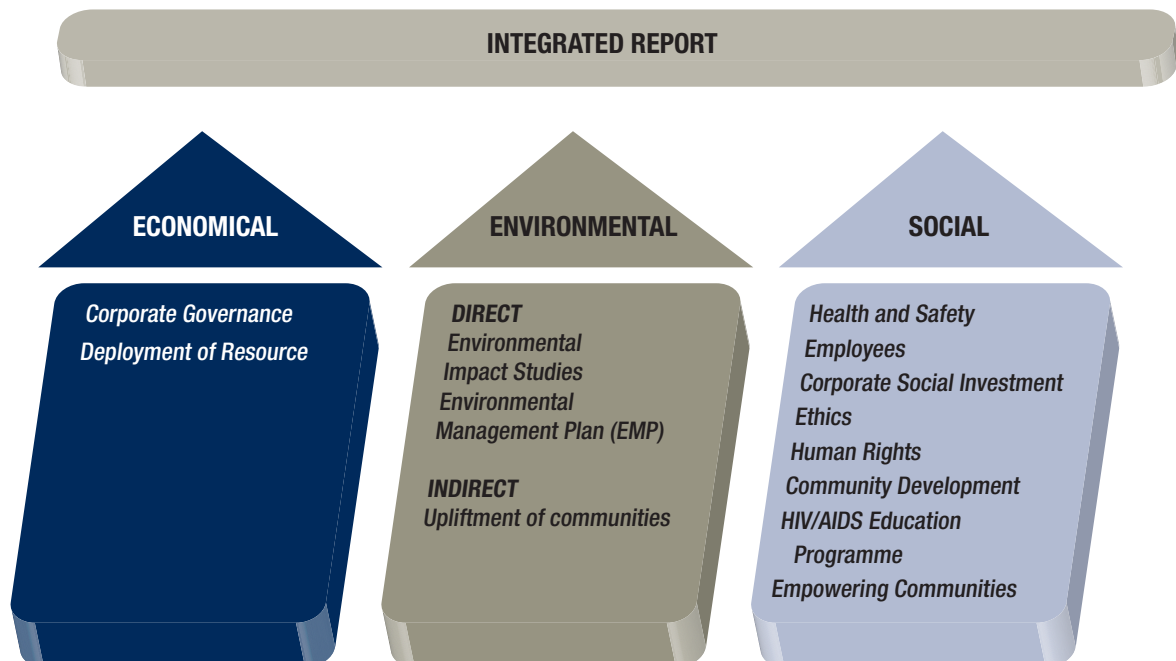 INTEGRATED REPORT
ECONOMICAL
Corporate Governance
Deployment of Resource
ENVIRONMENTAL
DIRECT
Environmental
Impact Studies
Environmental
Management Plan (EMP)
INDIRECT
Upliftment of communities
SOCIAL
Health and Safety
Employees
Corporate Social Investment
Ethics
Human Rights
Community Development
HIV/AIDS Education
Programme
Empowering Communities